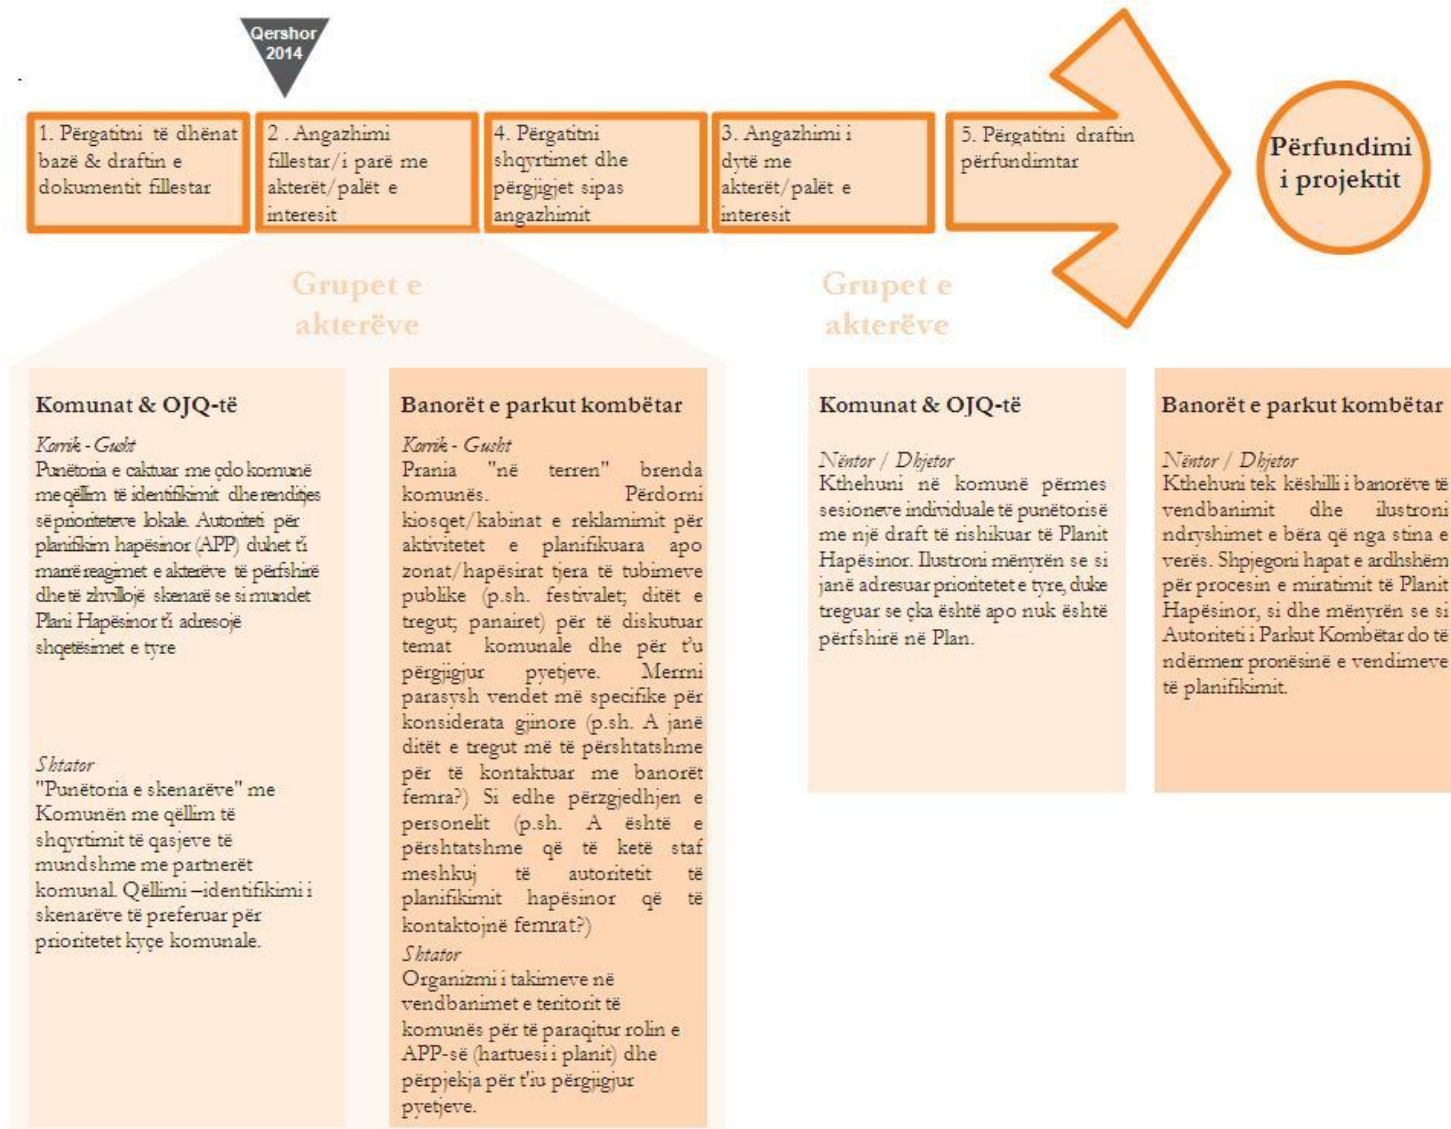 Qershor
2014
.
1. Përgatitni të dhënat
bazë & draftin e
dokumentit fillestar
2 . Angazhimi
fillestar/i parë me
akterët/palët e
interesit
4. Përgatitni
shqyrtimet dhe
përgjigjet sipas
angazhimit
3. Angazhimi i
dytë me
akterët/palët e
interesit
5. Përgatitni draftin
përfundimtar
Përfundimi
i projektit
Grupet e
akterëve
Grupet e
akterëve
Komunat & OJQ-të
Korrik - Gusht
Punëtoria e caktuar me çdo komunë
me qëllim të identifikimit dhe renditjes
së prioriteteve lokale. Autoriteti për
planifikim hapësinor (APP) duhet t'i
marrë reagimet e akterëve të përfshirë
dhe të zhvillojë skenarë se si mundet
Plani Hapësinor t'i adresojë
shqetësimet e tyre
Shtator
"Punëtoria e skenarëve" me
Komunën me qëllim të
shqyrtimit të qasjeve të
mundshme me partnerët
komunal. Qëllimi –identifikimi i
skenarëve të preferuar për
prioritetet kyçe komunale.
Banorët e parkut kombëtar
Korrik - Gusht
Prania "në terren" brenda
komunës. Përdorni
kiosqet/kabinat e reklamimit për
aktivitetet e planifikuara apo
zonat/hapësirat tjera të tubimeve
publike (p.sh. festivalet; ditët e
tregut; panairet) për të diskutuar
temat komunale dhe për t'u
përgjigjur pyetjeve. Merrni
parasysh vendet më specifike për
konsiderata gjinore (p.sh. A janë
ditët e tregut më të përshtatshme
për të kontaktuar me banorët
femra?) Si edhe përzgjedhjen e
personelit (p.sh. A është e
përshtatshme që të ketë staf
meshkuj të autoritetit të
planifikimit hapësinor që të
kontaktojnë femrat?)
Shtator
Organizmi i takimeve në
vendbanimet e teritorit të
komunës për të paraqitur rolin e
APP-së (hartuesi i planit) dhe
përpjekja për t'iu përgjigjur
pyetjeve.
Komunat & OJQ-të
Nëntor / Dhjetor
Kthehuni në komunë përmes
sesioneve individuale të punëtorisë
me një draft të rishikuar të Planit
Hapësinor. Ilustroni mënyrën se si
janë adresuar prioritetet e tyre, duke
treguar se çka është apo nuk është
përfshirë në Plan.
Banorët e parkut kombëtar
Nëntor / Dhjetor
Kthehuni tek këshilli i banorëve të
vendbanimit dhe ilustroni
ndryshimet e bëra që nga stina e
verës. Shpjegoni hapat e ardhshëm
për procesin e miratimit të Planit
Hapësinor, si dhe mënyrën se si
Autoriteti i Parkut Kombëtar do të
ndërmerr pronësinë e vendimeve
të planifikimit.